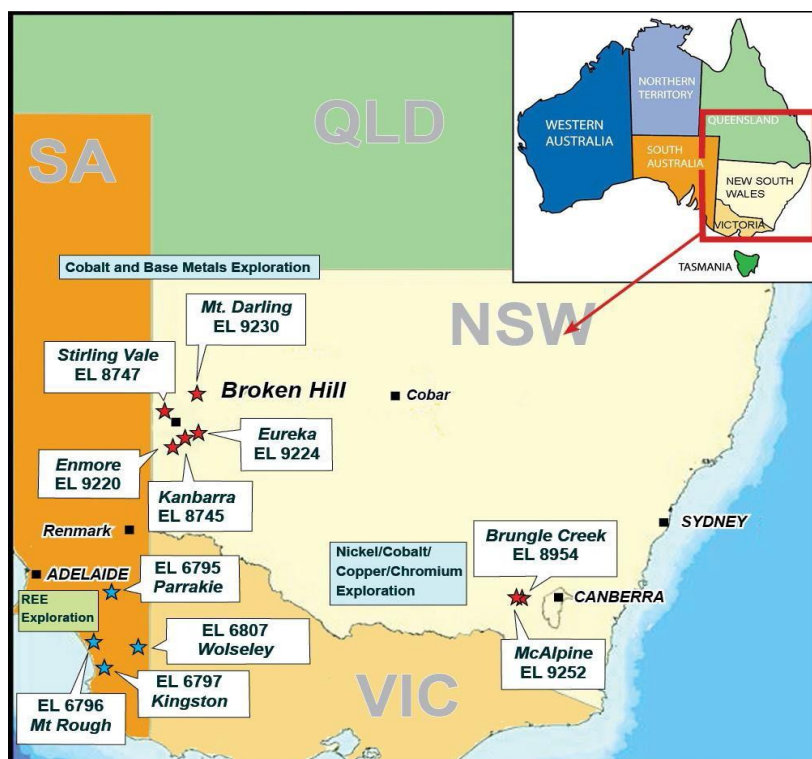 SA
QLD
NORTHERN
TERRITORY
WESTERN
AUSTRALIA
QUEENSLAND
SOUTH
AUSTRALIA
NEW SOUTH
WALES
VICTORIA
TASMANIA
Cobalt and Base Metals Exploration
NSW
Mt. Darling
EL 9230
Stirling Vale
EL 8747
Broken Hill
Cobar
Eureka
EL 9224
Enmore
EL 9220
Kanbarra
EL 8745
Renmark
SYDNEY
Nickel/Cobalt/
Copper/Chromium
Exploration
Brungle Creek
EL 8954
ADELAIDE
EL 6795
Parrakie
CANBERRA
REE
Exploration
EL 6807
Wolseley
McAlpine
EL 9252
EL 6796
Mt Rough
EL 6797
Kingston
VIC